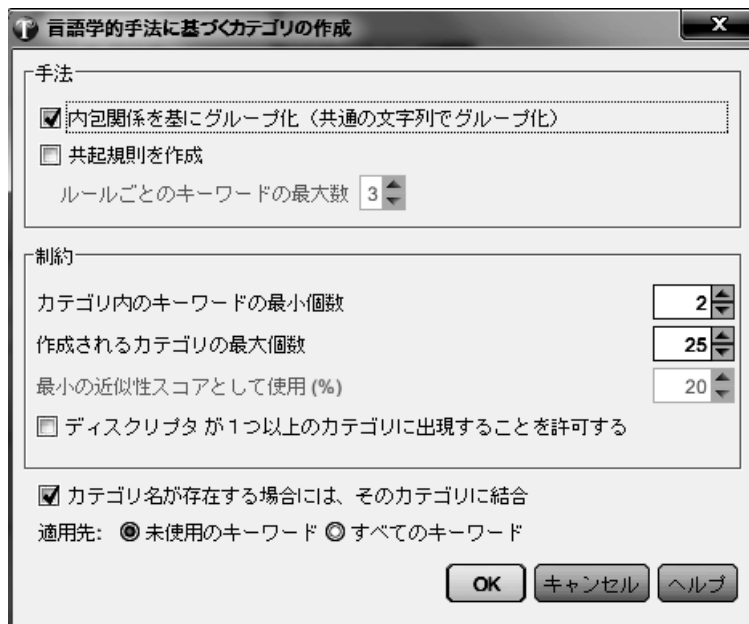 言語学的手法に基づくカテゴリの作成
手法
内包関係を基にグループ化（共通の文字列でグループ化）
共起規則を作成
ルールごとのキーワードの最大数 3
制約
カテゴリ内のキーワードの最小個数 2
作成されるカテゴリの最大個数 25
最小の近似性スコアとして使用 (%) 20
ディスクリプタ が１つ以上のカテゴリに出現することを許可する
カテゴリ名が存在する場合には、そのカテゴリに結合
適用先: 未使用のキーワード すべてのキーワード
OK キャンセル ヘルプ